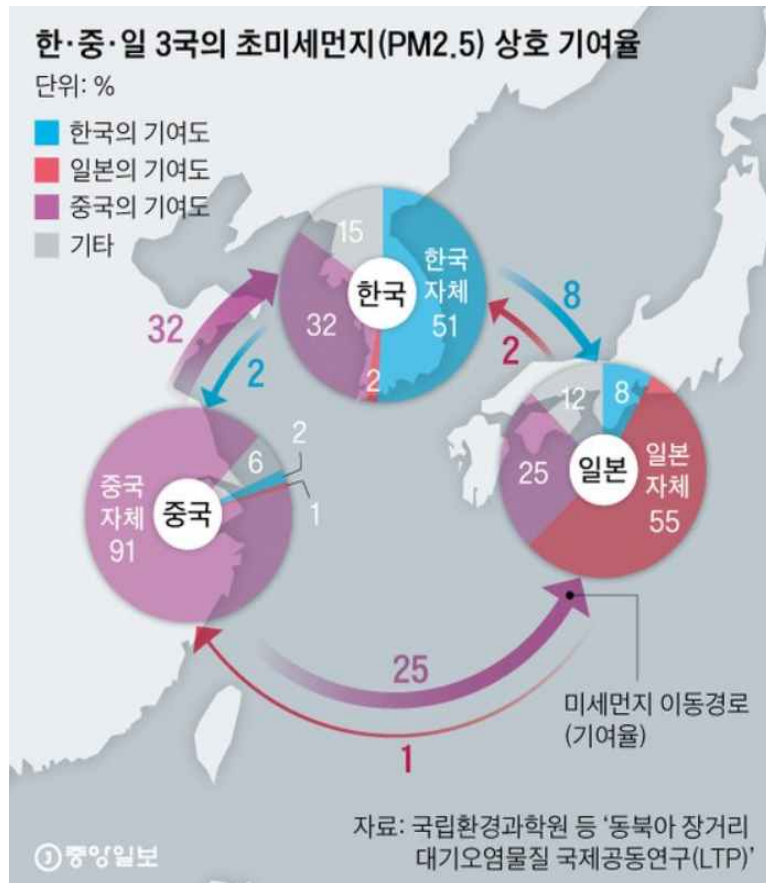 한·중·일 3국의 초미세먼지(PM2.5) 상호 기여율
단위: %
한국의 기여도
일본의 기여도
중국의 기여도
기타
15
한국
자체
51
한국
32
2
32
2
8
2
12
8
25
일본
일본
자체
55
중국
자체
91
중국
6
2
1
25
1
미세먼지 이동경로
(기여율)
자료: 국립환경과학원 등 ‘동북아 장거리
대기오염물질 국제공동연구(LTP)’
중앙일보